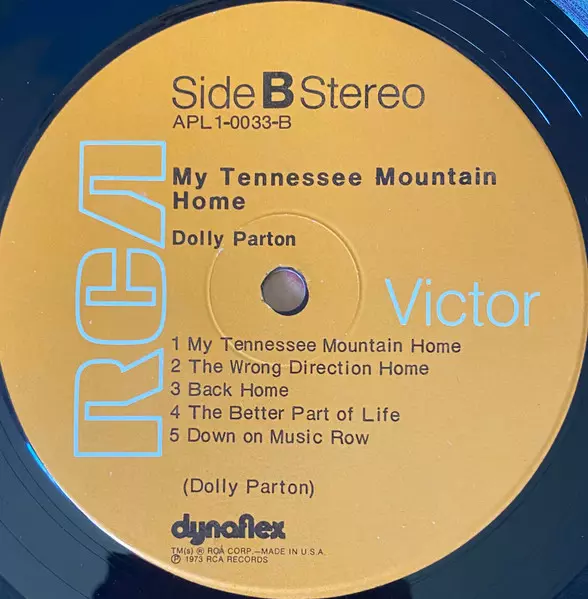 Side B Stereo
APL1-0033-B
My Tennessee Mountain
Home
Dolly Parton
RCA
Victor
1 My Tennessee Mountain Home
2 The Wrong Direction Home
3 Back Home
4 The Better Part of Life
5 Down on Music Row
(Dolly Parton)
dynaflex
TM(s) ® RCA CORP.—MADE IN U.S.A.
℗ 1973 RCA RECORDS